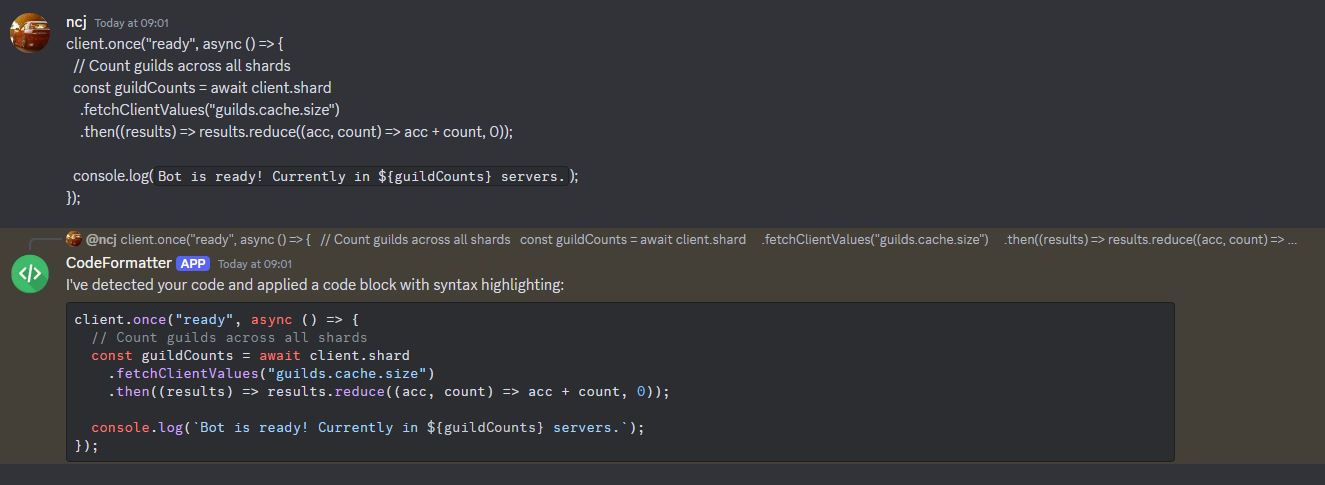 ncj Today at 09:01
client.once("ready", async () => {
  // Count guilds across all shards
  const guildCounts = await client.shard
    .fetchClientValues("guilds.cache.size")
    .then((results) => results.reduce((acc, count) => acc + count, 0));

  console.log(Bot is ready! Currently in ${guildCounts} servers.);
});
@ncj client.once("ready", async () => {   // Count guilds across all shards   const guildCounts = await client.shard     .fetchClientValues("guilds.cache.size")     .then((results) => results.reduce((acc, count) => ...
</> CodeFormatter APP Today at 09:01
I've detected your code and applied a code block with syntax highlighting:
client.once("ready", async () => {
  // Count guilds across all shards
  const guildCounts = await client.shard
    .fetchClientValues("guilds.cache.size")
    .then((results) => results.reduce((acc, count) => acc + count, 0));

  console.log(`Bot is ready! Currently in ${guildCounts} servers.`);
});